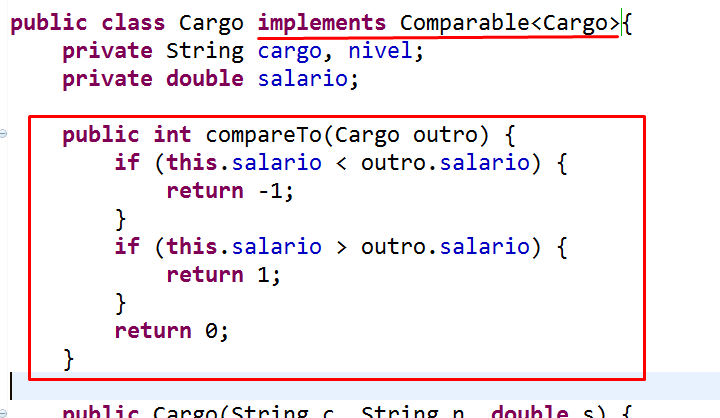 public class Cargo implements Comparable<Cargo>{
private String cargo, nivel;
private double salario;
public int compareTo(Cargo outro) {
if (this.salario < outro.salario) {
return -1;
}
if (this.salario > outro.salario) {
return 1;
}
return 0;
}
public Cargo(String c, String n, double s) {